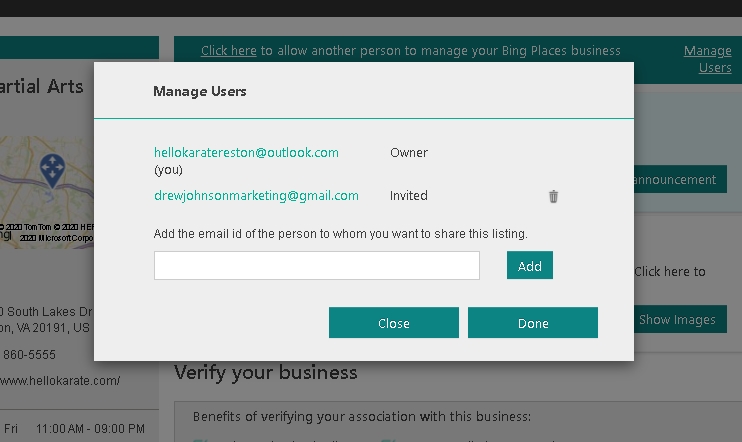 Click here to allow another person to manage your Bing Places business
Manage
Users
artial Arts
Manage Users
hellokaratereston@outlook.com Owner
(you)
drewjohnsonmarketing@gmail.com Invited
announcement
Add the email id of the person to whom you want to share this listing.
© 2020 TomTom © 2020 HE
2020 Microsoft Corpo
Add
Click here to
0 South Lakes Dr
on, VA 20191, US
Close Done
Show Images
860-5555
www.hellokarate.com/
Verify your business
Benefits of verifying your association with this business:
Fri 11:00 AM - 09:00 PM